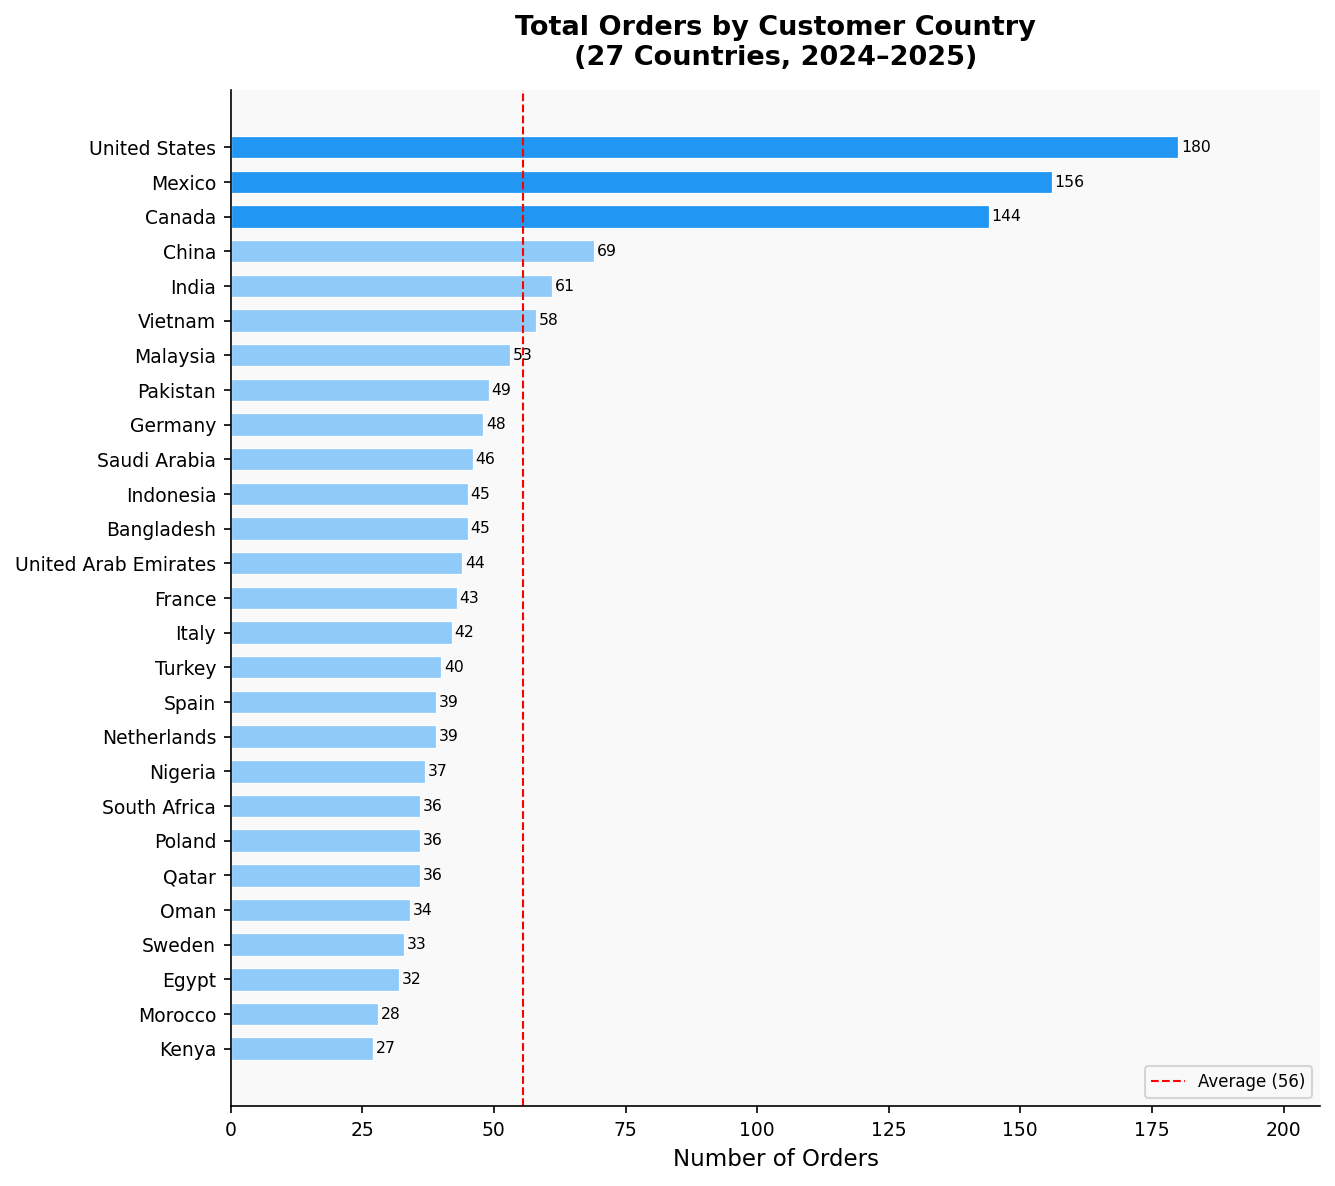 Total Orders by Customer Country
(27 Countries, 2024–2025)
United States 180
Mexico 156
Canada 144
China 69
India 61
Vietnam 58
Malaysia 53
Pakistan 49
Germany 48
Saudi Arabia 46
Indonesia 45
Bangladesh 45
United Arab Emirates 44
France 43
Italy 42
Turkey 40
Spain 39
Netherlands 39
Nigeria 37
South Africa 36
Poland 36
Qatar 36
Oman 34
Sweden 33
Egypt 32
Morocco 28
Kenya 27
Average (56)
0 25 50 75 100 125 150 175 200
Number of Orders